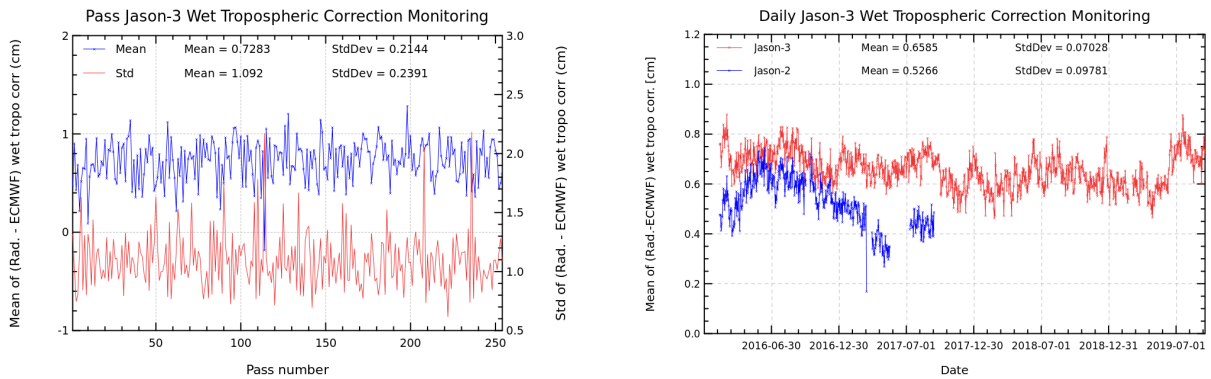 Pass Jason-3 Wet Tropospheric Correction Monitoring
Mean of (Rad. - ECMWF) wet tropo corr (cm)
2
1
0
-1
Mean Mean = 0.7283 StdDev = 0.2144
Std Mean = 1.092 StdDev = 0.2391
3.0
2.5
2.0
1.5
1.0
0.5
Std of (Rad. - ECMWF) wet tropo corr (cm)
50 100 150 200 250
Pass number
Daily Jason-3 Wet Tropospheric Correction Monitoring
Mean of (Rad.-ECMWF) wet tropo corr. [cm]
1.2
1.0
0.8
0.6
0.4
0.2
0.0
Jason-3 Mean = 0.6585 StdDev = 0.07028
Jason-2 Mean = 0.5266 StdDev = 0.09781
2016-06-30 2016-12-30 2017-07-01 2017-12-30 2018-07-01 2018-12-31 2019-07-01
Date